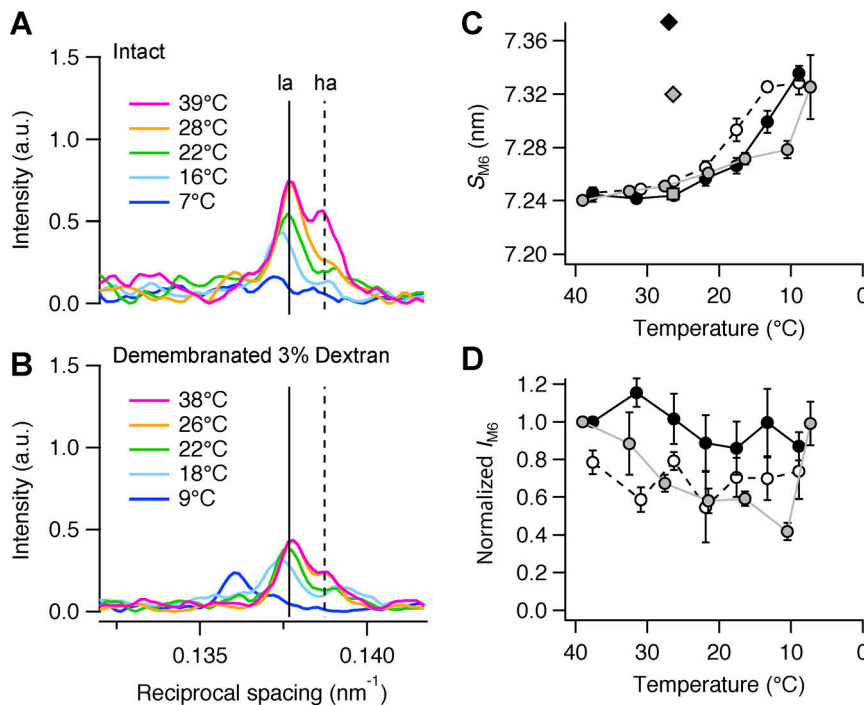 A
Intact
1.5
1.0
0.5
0.0
Intensity (a.u.)
la
ha
39°C
28°C
22°C
16°C
7°C
B
Demembranated 3% Dextran
1.5
1.0
0.5
0.0
Intensity (a.u.)
38°C
26°C
22°C
18°C
9°C
0.135
0.140
Reciprocal spacing (nm⁻¹)
C
7.36
7.32
7.28
7.24
7.20
S_M6 (nm)
40
30
20
10
0
Temperature (°C)
D
1.2
1.0
0.8
0.6
0.4
0.2
0.0
Normalized I_M6
40
30
20
10
0
Temperature (°C)